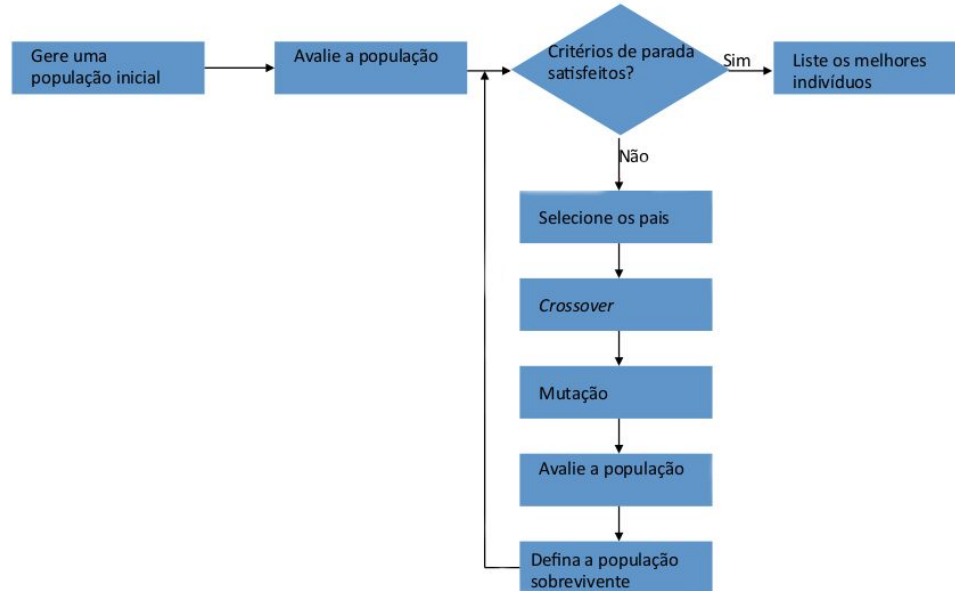 Gere uma
população inicial
Avalie a população
Critérios de parada
satisfeitos?
Sim
Liste os melhores
indivíduos
Não
Selecione os pais
Crossover
Mutação
Avalie a população
Defina a população
sobrevivente